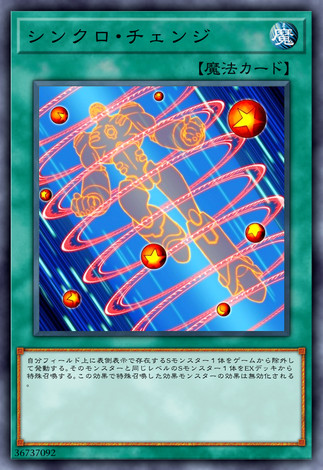 シンクロ・チェンジ
魔
【魔法カード】
自分フィールド上に表側表示で存在するSモンスター1体をゲームから除外し
て発動する。そのモンスターと同じレベルのSモンスター1体をEXデッキから
特殊召喚する。この効果で特殊召喚した効果モンスターの効果は無効化される
。
36737092